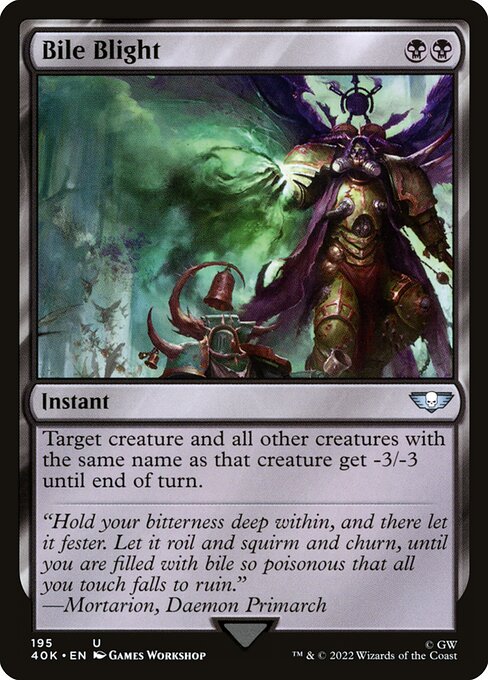 Bile Blight
Instant
Target creature and all other creatures with
the same name as that creature get -3/-3
until end of turn.
“Hold your bitterness deep within, and there let
it fester. Let it roil and squirm and churn, until
you are filled with bile so poisonous that all
you touch falls to ruin.”
—Mortarion, Daemon Primarch
195 U
© GW
40K • EN Games Workshop
™ & © 2022 Wizards of the Coast